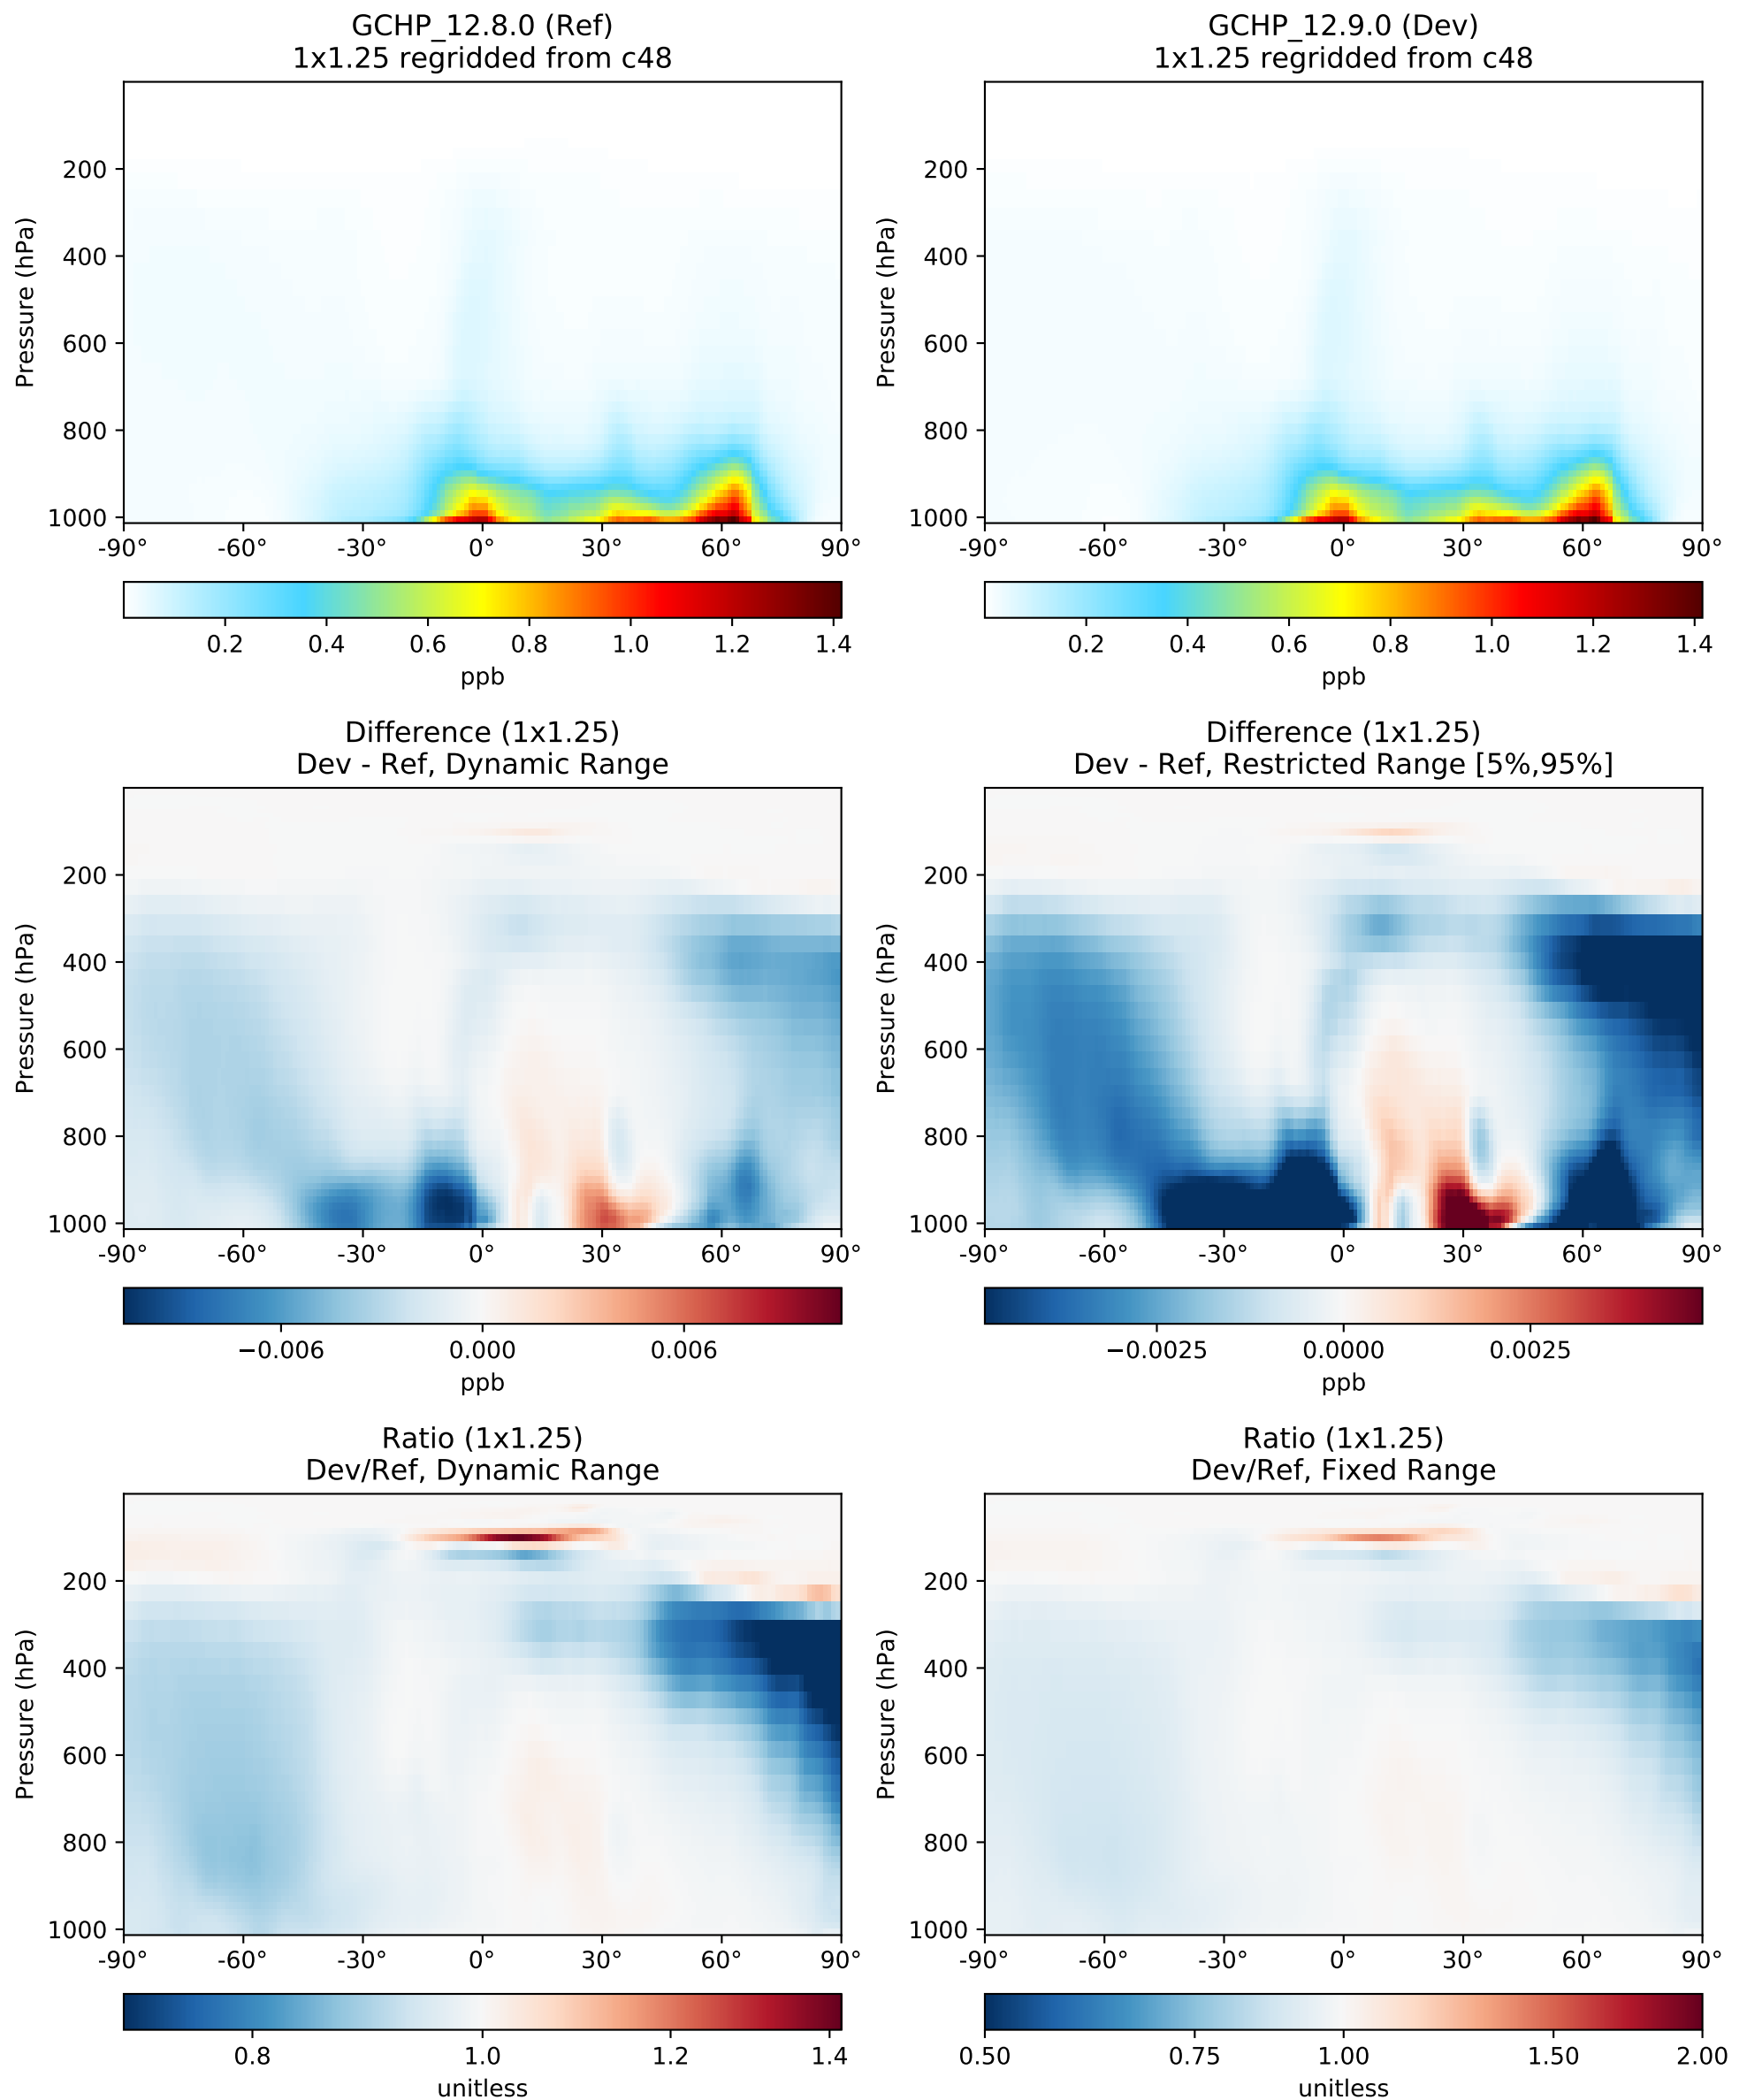 GCHP_12.8.0 (Ref)
1x1.25 regridded from c48
Pressure (hPa)
200
400
600
800
1000
-90° -60° -30° 0° 30° 60° 90°
0.2 0.4 0.6 0.8 1.0 1.2 1.4
ppb
GCHP_12.9.0 (Dev)
1x1.25 regridded from c48
Pressure (hPa)
200
400
600
800
1000
-90° -60° -30° 0° 30° 60° 90°
0.2 0.4 0.6 0.8 1.0 1.2 1.4
ppb
Difference (1x1.25)
Dev - Ref, Dynamic Range
Pressure (hPa)
200
400
600
800
1000
-90° -60° -30° 0° 30° 60° 90°
−0.006 0.000 0.006
ppb
Difference (1x1.25)
Dev - Ref, Restricted Range [5%,95%]
Pressure (hPa)
200
400
600
800
1000
-90° -60° -30° 0° 30° 60° 90°
−0.0025 0.0000 0.0025
ppb
Ratio (1x1.25)
Dev/Ref, Dynamic Range
Pressure (hPa)
200
400
600
800
1000
-90° -60° -30° 0° 30° 60° 90°
0.8 1.0 1.2 1.4
unitless
Ratio (1x1.25)
Dev/Ref, Fixed Range
Pressure (hPa)
200
400
600
800
1000
-90° -60° -30° 0° 30° 60° 90°
0.50 0.75 1.00 1.50 2.00
unitless